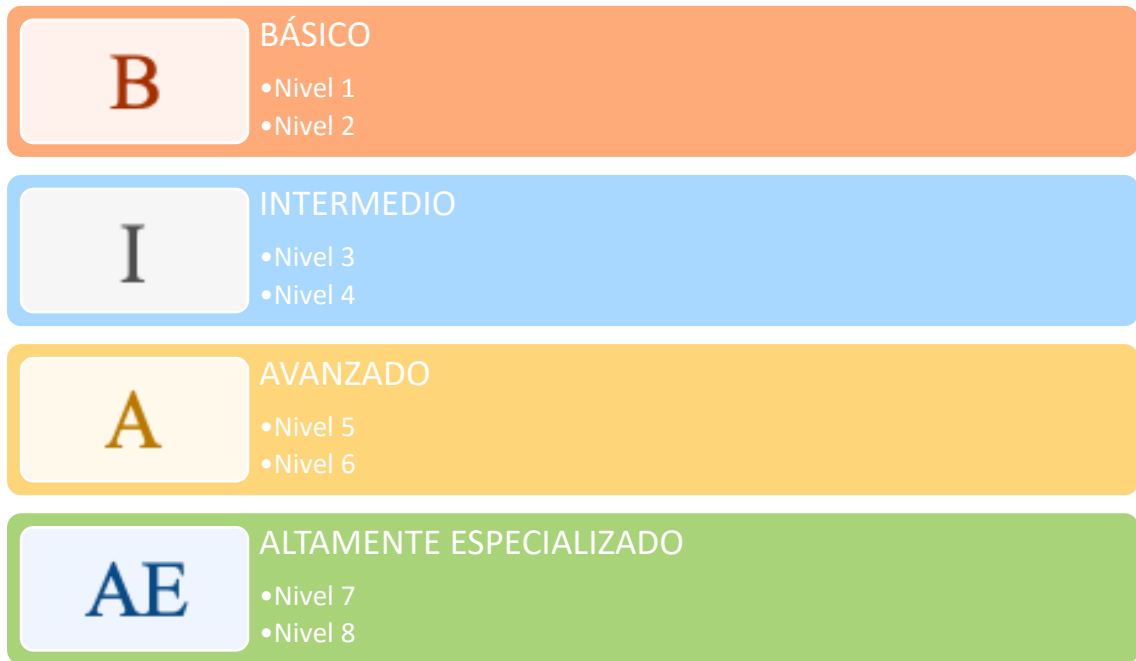 B
BÁSICO
•Nivel 1
•Nivel 2
I
INTERMEDIO
•Nivel 3
•Nivel 4
A
AVANZADO
•Nivel 5
•Nivel 6
AE
ALTAMENTE ESPECIALIZADO
•Nivel 7
•Nivel 8